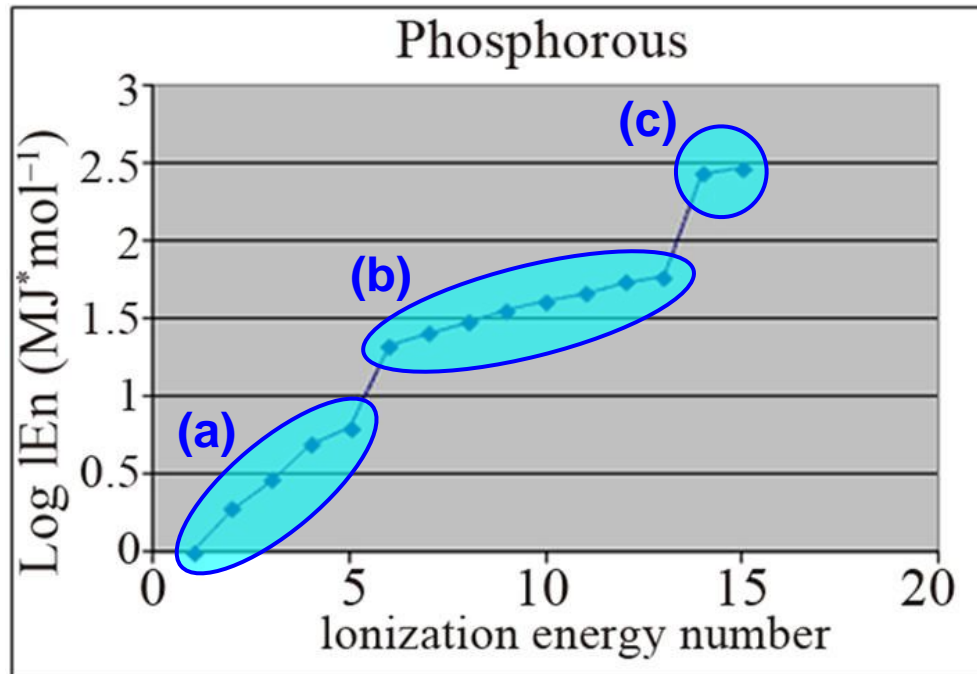 Phosphorous
3
(c)
2.5
2
(b)
1.5
1
(a)
0.5
0
Log lEn (MJ*mol⁻¹)
0 5 10 15 20
lonization energy number